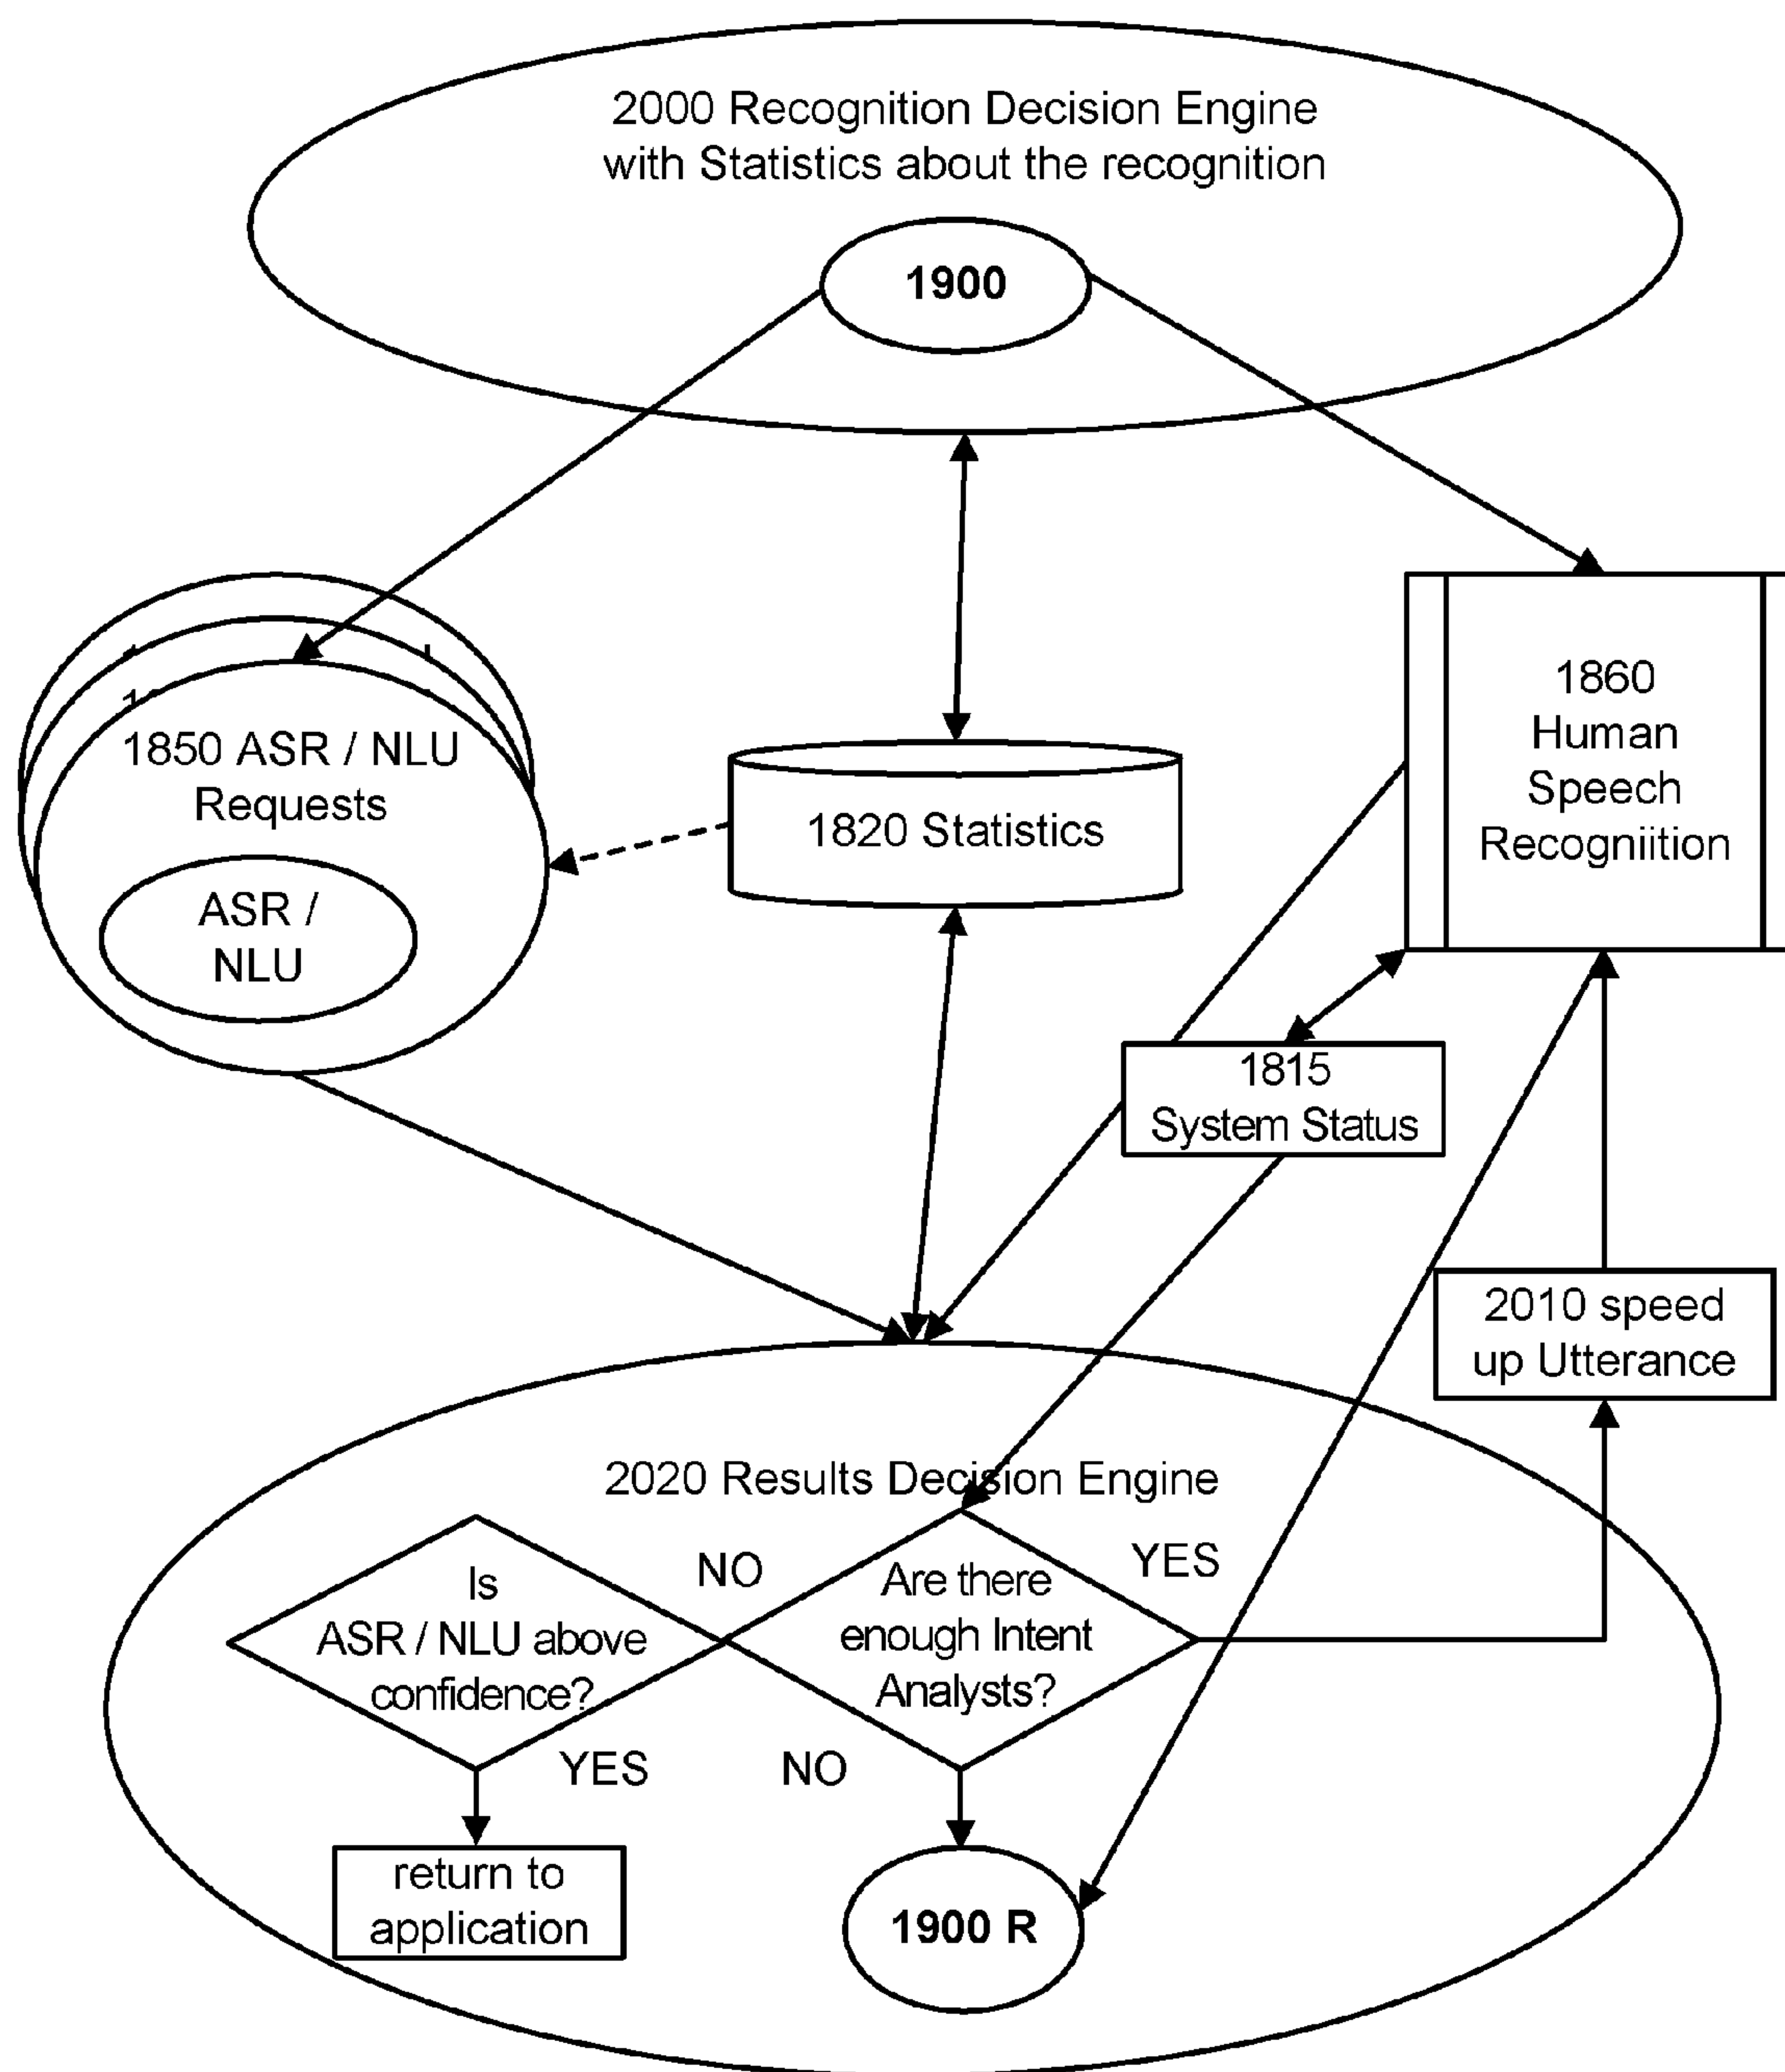 2000 Recognition Decision Engine
with Statistics about the recognition
1900
1850 ASR / NLU
Requests
ASR /
NLU
1820 Statistics
1860
Human
Speech
Recogniition
1815
System Status
2010 speed
up Utterance
2020 Results Decision Engine
Is
ASR / NLU above
confidence?
NO
Are there
enough Intent
Analysts?
YES
YES
NO
return to
application
1900 R